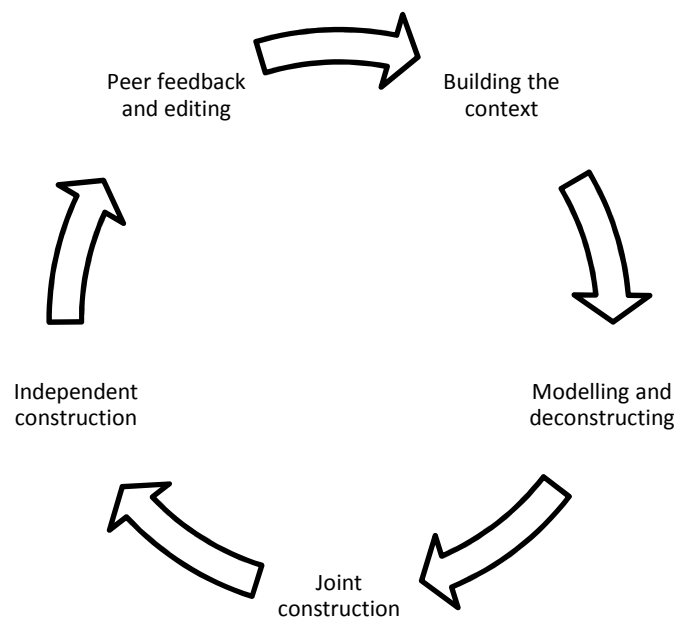 Peer feedback
and editing
Building the
context
Modelling and
deconstructing
Joint
construction
Independent
construction